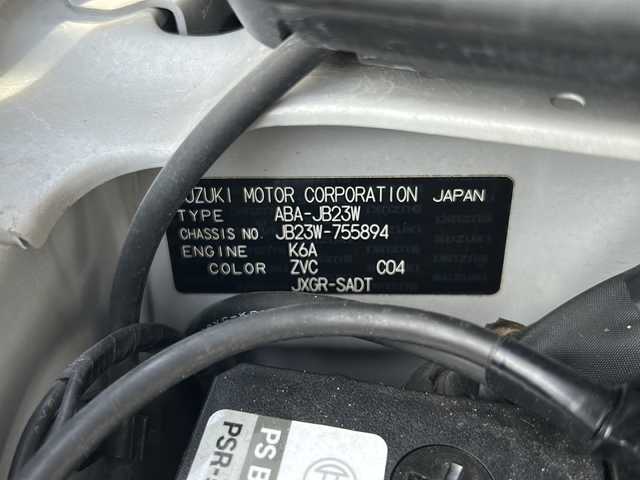 SUZUKI MOTOR CORPORATION JAPAN
TYPE ABA-JB23W
CHASSIS NO. JB23W-755894
ENGINE K6A
COLOR ZVC C04
JXGR-SADT
PS B
PSR-